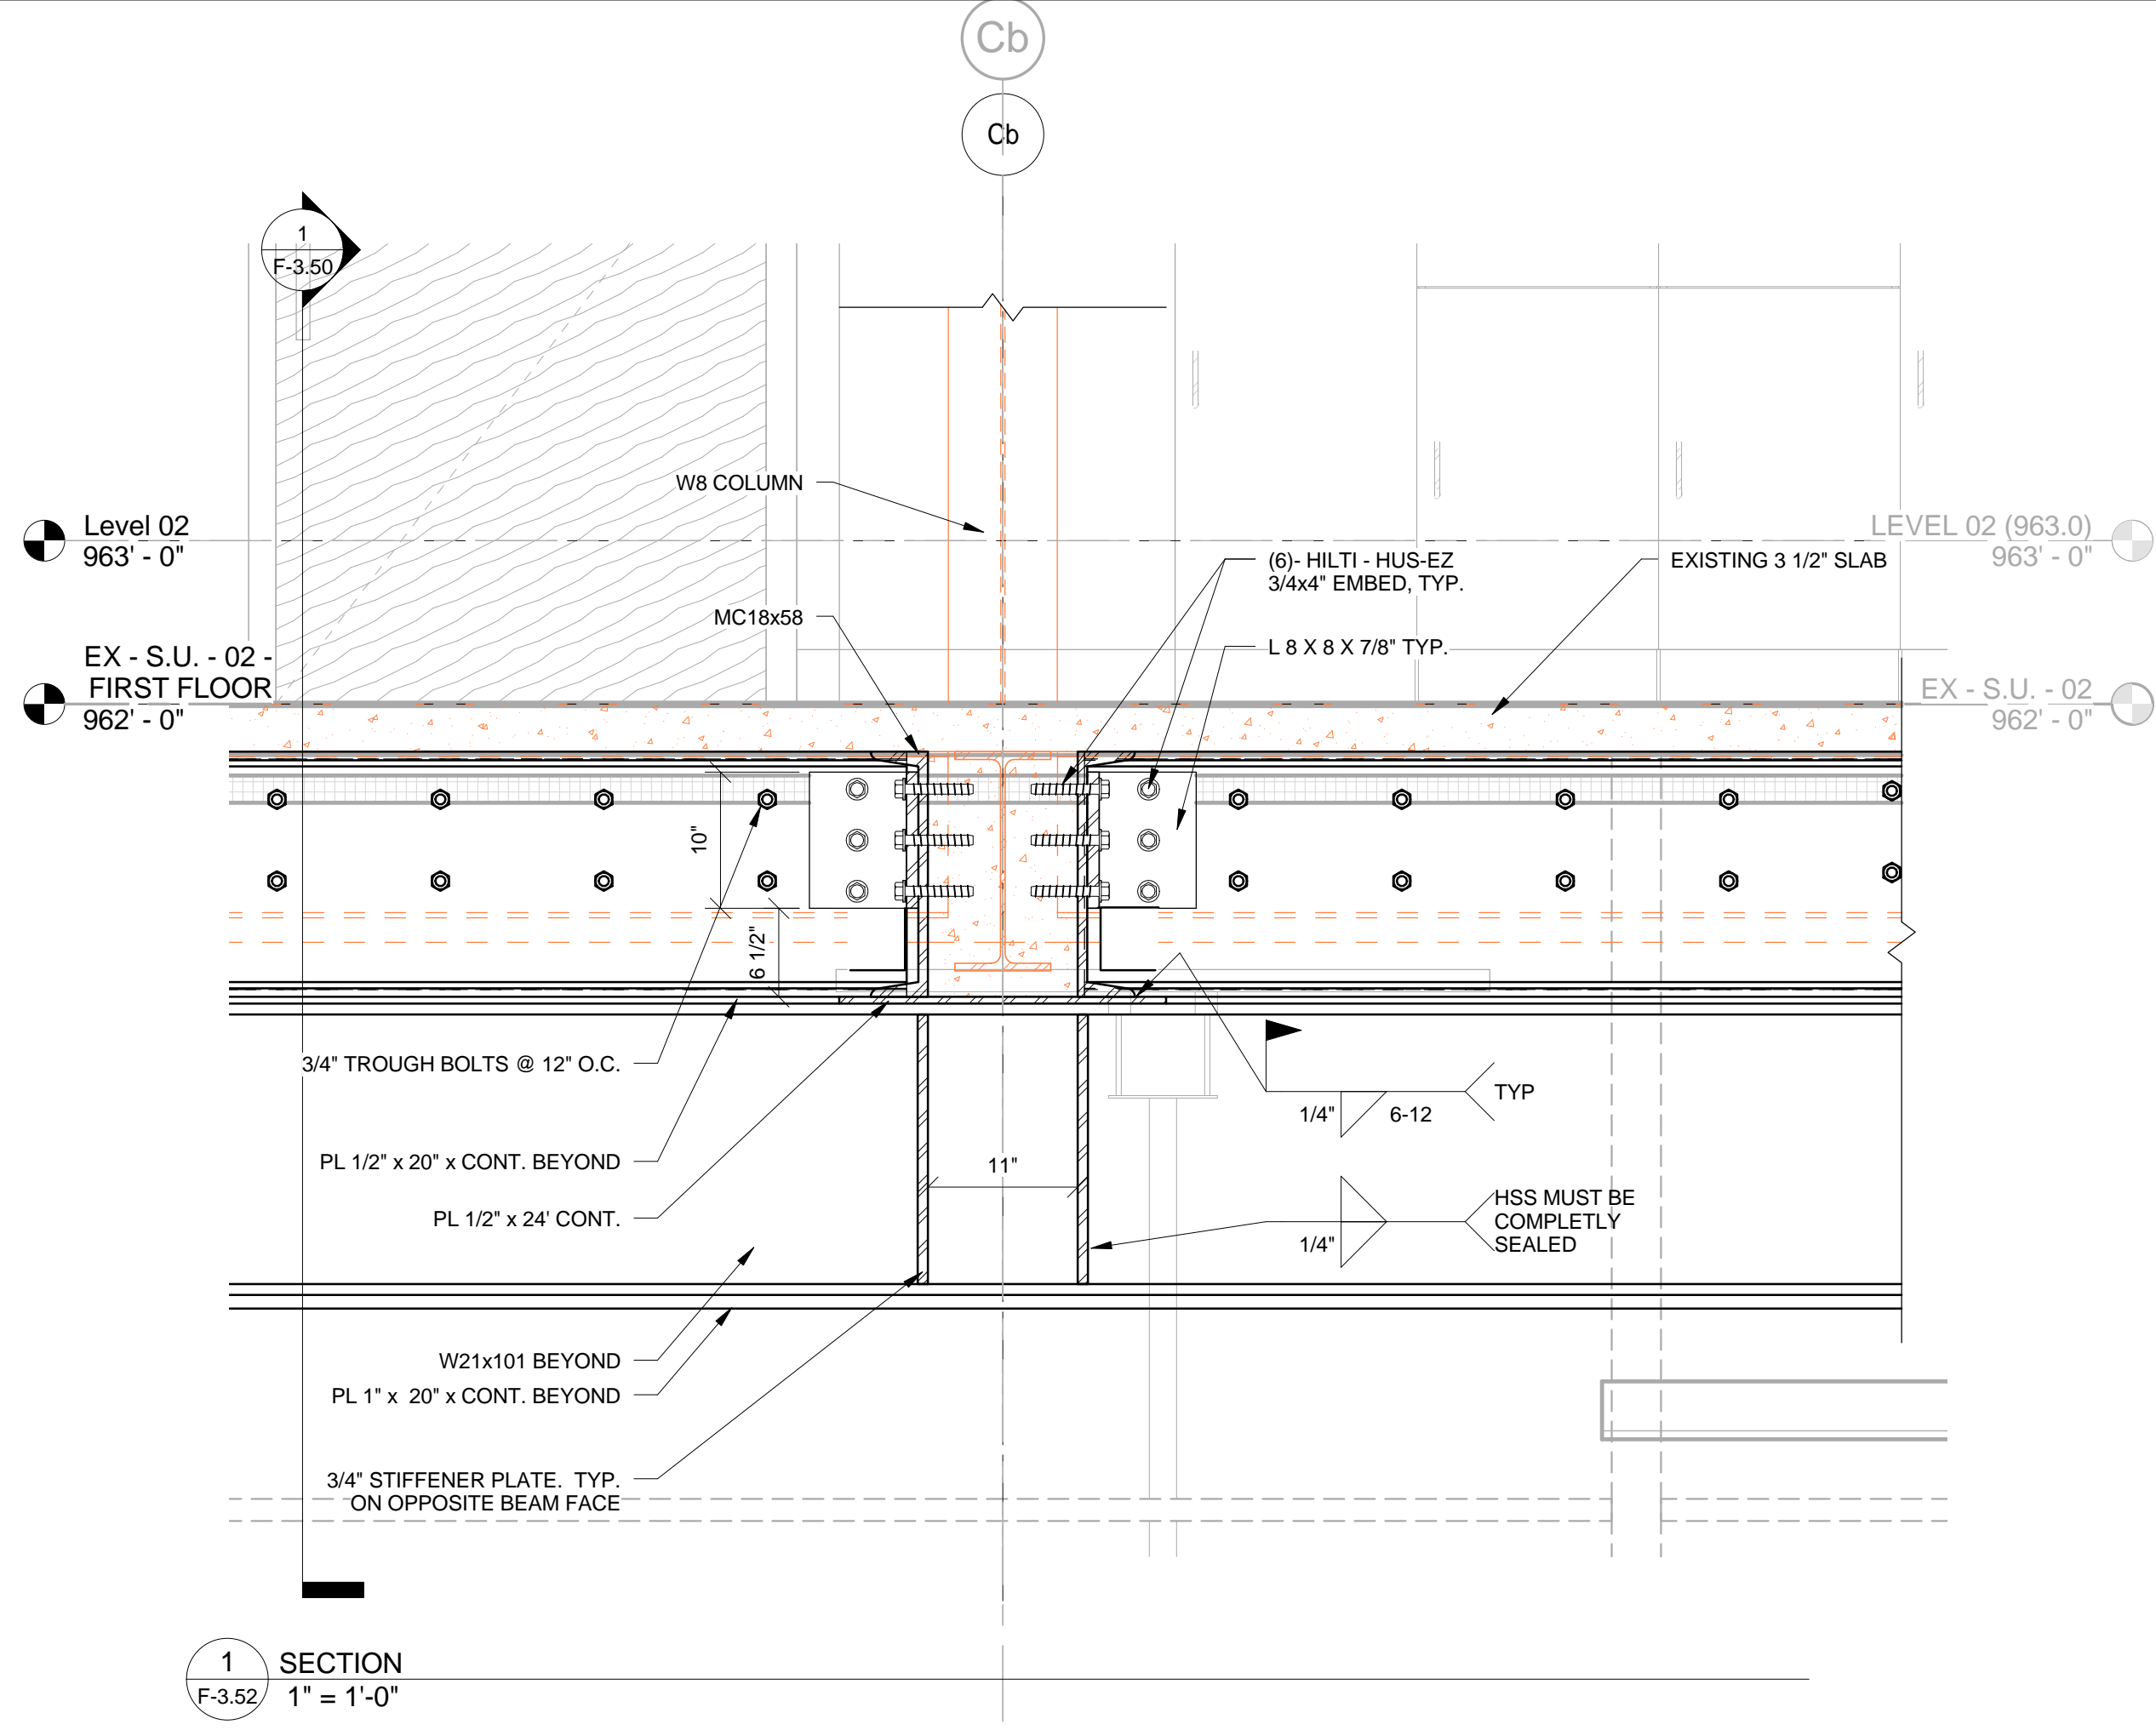 Cb
Cb
1
F-3.50
W8 COLUMN
Level 02
963' - 0"
LEVEL 02 (963.0)
963' - 0"
(6)- HILTI - HUS-EZ
3/4x4" EMBED, TYP.
EXISTING 3 1/2" SLAB
MC18x58
L 8 X 8 X 7/8" TYP.
EX - S.U. - 02 -
FIRST FLOOR
962' - 0"
EX - S.U. - 02
962' - 0"
10"
6 1/2"
3/4" TROUGH BOLTS @ 12" O.C.
TYP
1/4"
6-12
PL 1/2" x 20" x CONT. BEYOND
11"
PL 1/2" x 24' CONT.
HSS MUST BE
COMPLETLY
SEALED
1/4"
W21x101 BEYOND
PL 1" x  20" x CONT. BEYOND
3/4" STIFFENER PLATE.  TYP.
ON OPPOSITE BEAM FACE
1
F-3.52
SECTION
1" = 1'-0"